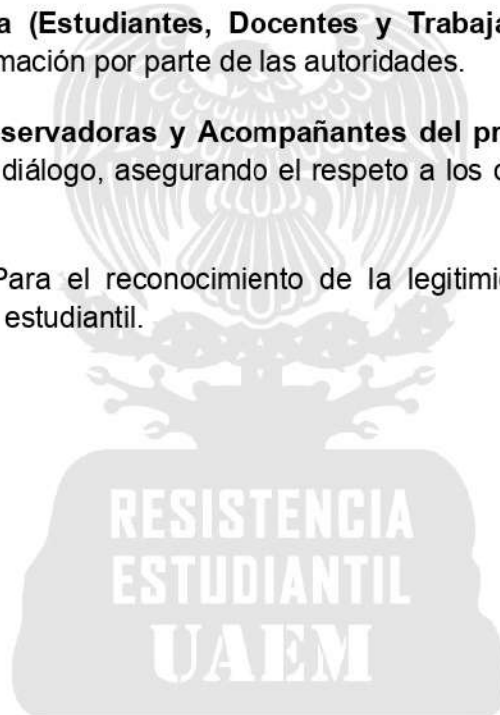 a (Estudiantes, Docentes y Trabaja
mación por parte de las autoridades.
servadoras y Acompañantes del pr
diálogo, asegurando el respeto a los
Para el reconocimiento de la legitimi
estudiantil.
RESISTENCIA
ESTUDIANTIL
UAEM